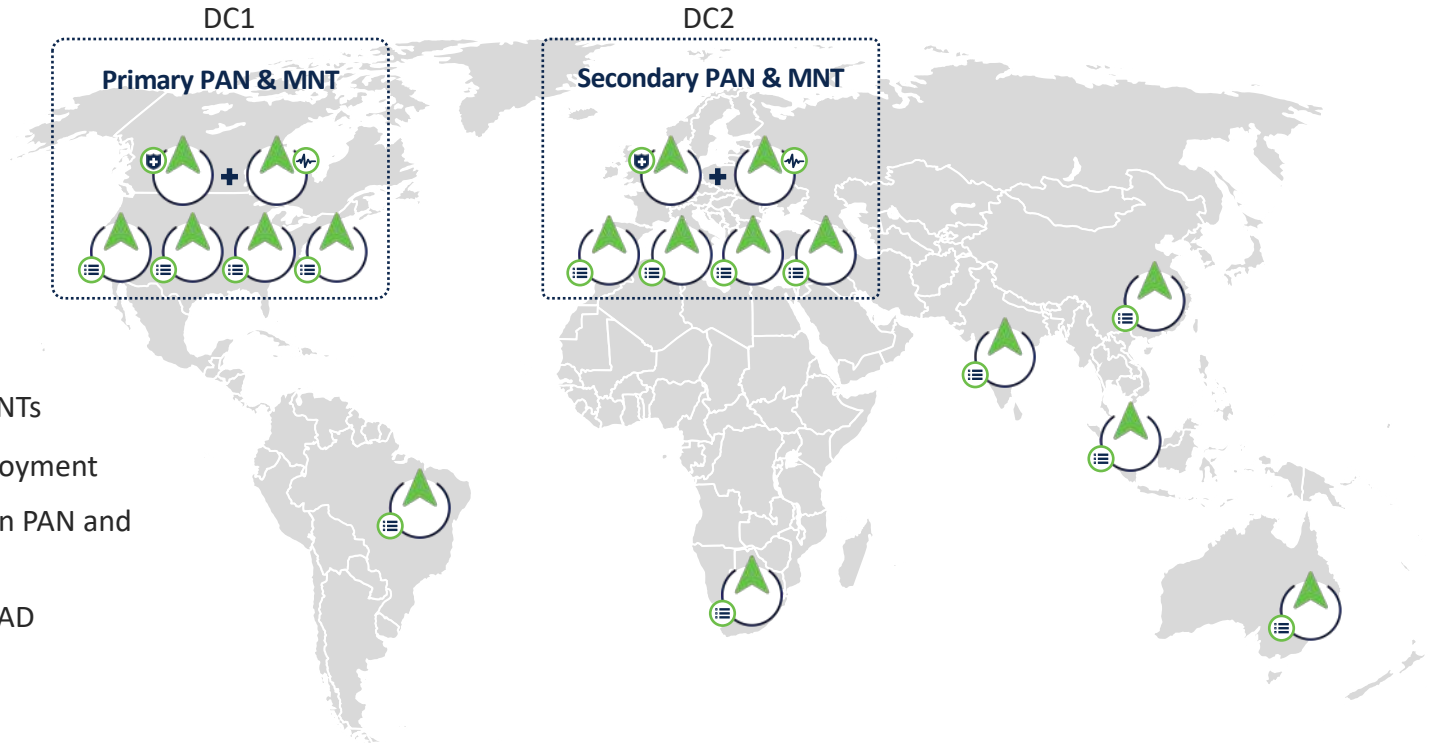 DC1
DC2
Primary PAN & MNT
Secondary PAN & MNT
NTs
oyment
n PAN and
AD